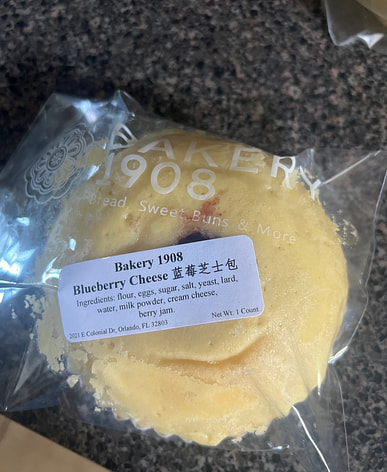 BAKERY
1908
Bread, Sweet Buns & More
Bakery 1908
Blueberry Cheese 蓝莓芝士包
Ingredients: flour, eggs, sugar, salt, yeast, lard,
water, milk powder, cream cheese,
berry jam.
2021 E Colonial Dr, Orlando, FL 32803
Net Wt: 1 Count